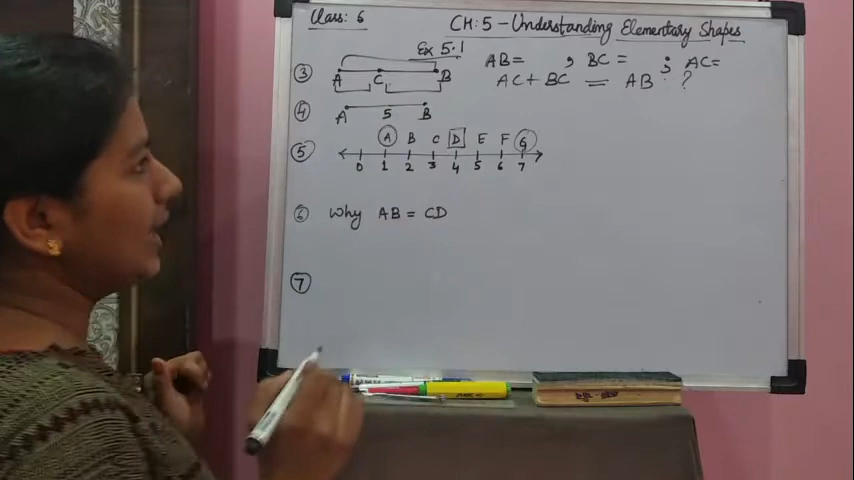 Class: 6
CH: 5 - Understanding Elementary Shapes
Ex 5.1
③ A C B AB= , BC= ; AC=
AC + BC = AB ?
④ A 5 B
⑤ A B C D E F G
0 1 2 3 4 5 6 7
⑥ Why AB = CD
⑦